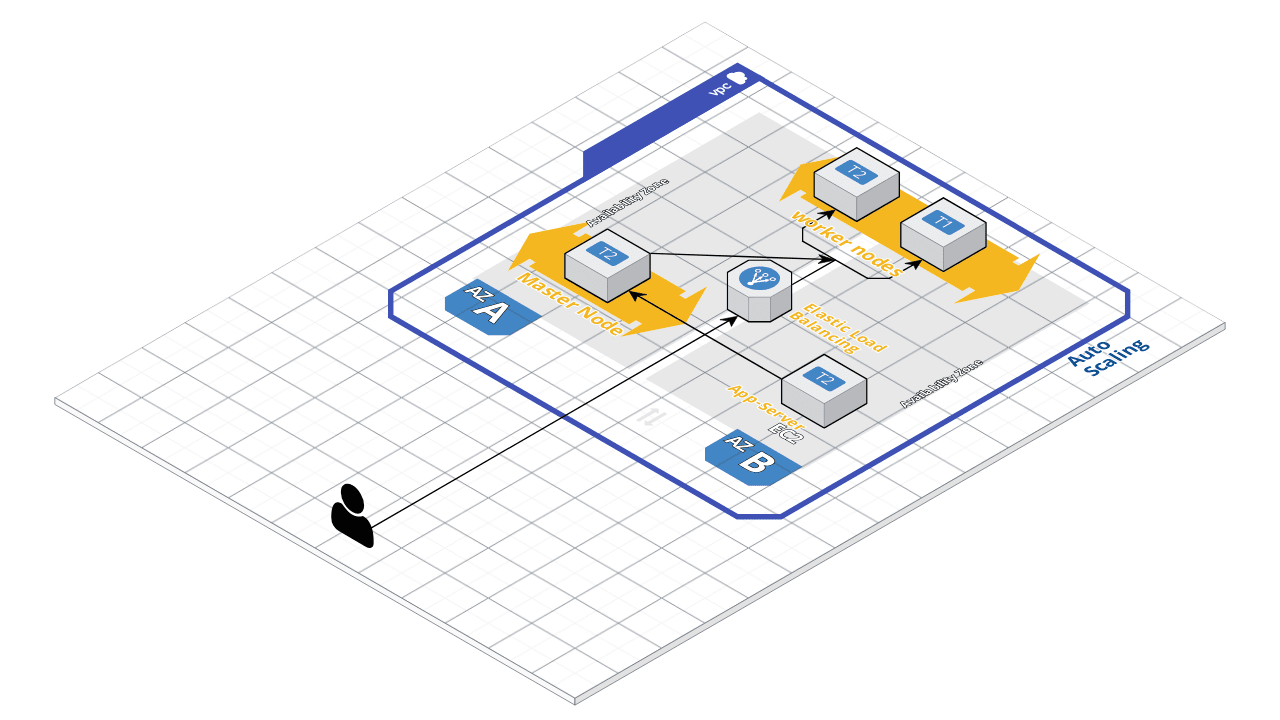 vpc
T2
Availability Zone
T1
worker nodes
T2
Master Node
AZ
A
Elastic Load
Balancing
Auto
Scaling
T2
Availability Zone
App-server
EC2
AZ
B